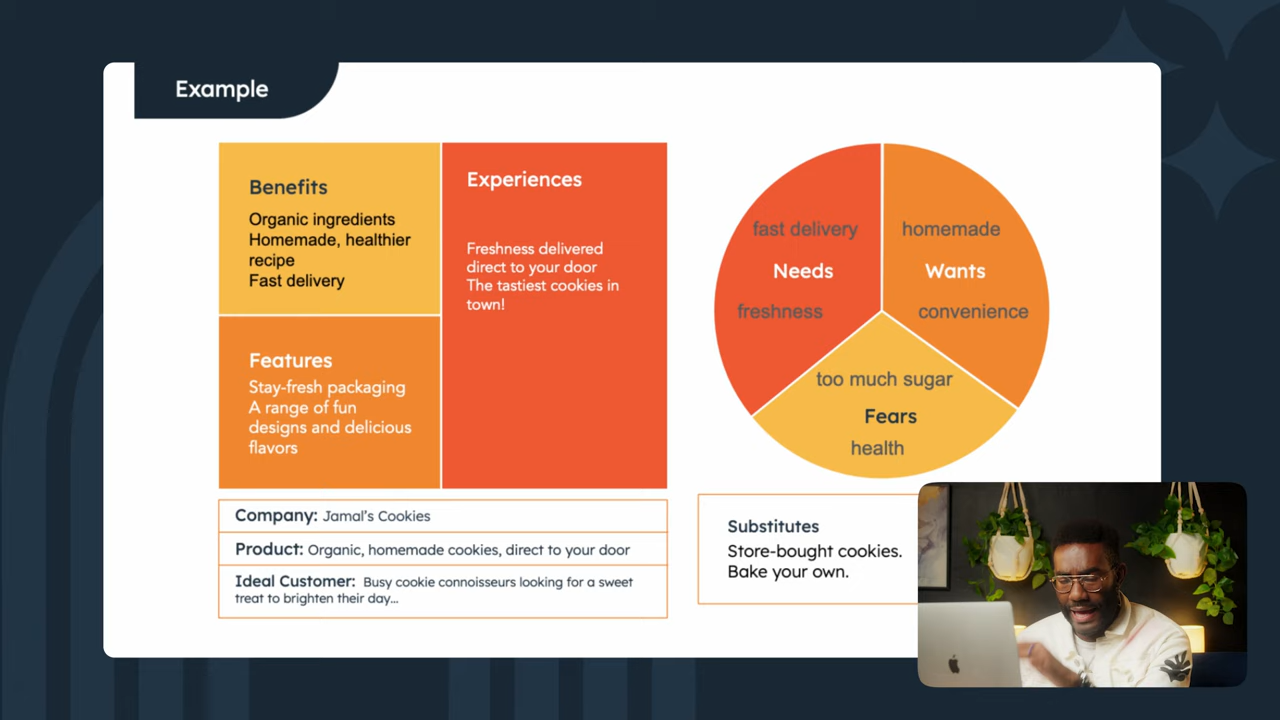 Example
Benefits
Organic ingredients
Homemade, healthier
recipe
Fast delivery
Experiences
Freshness delivered
direct to your door
The tastiest cookies in
town!
Features
Stay-fresh packaging
A range of fun
designs and delicious
flavors
fast delivery
Needs
freshness
homemade
Wants
convenience
too much sugar
Fears
health
Company: Jamal's Cookies
Product: Organic, homemade cookies, direct to your door
Ideal Customer: Busy cookie connoisseurs looking for a sweet
treat to brighten their day...
Substitutes
Store-bought cookies.
Bake your own.